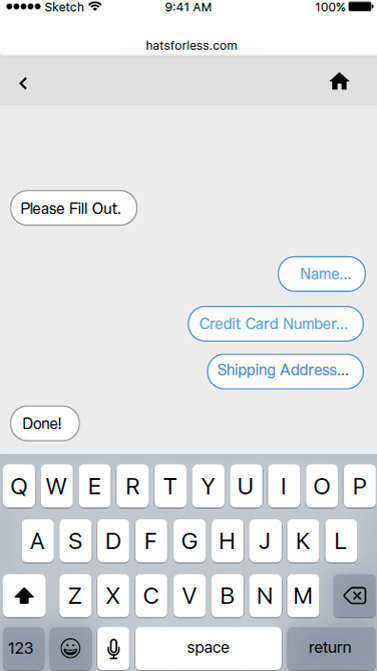 Sketch 9:41 AM 100%
hatsforless.com
Please Fill Out.
Name...
Credit Card Number...
Shipping Address...
Done!
Q W E R T Y U I O P
A S D F G H J K L
Z X C V B N M
123 space return